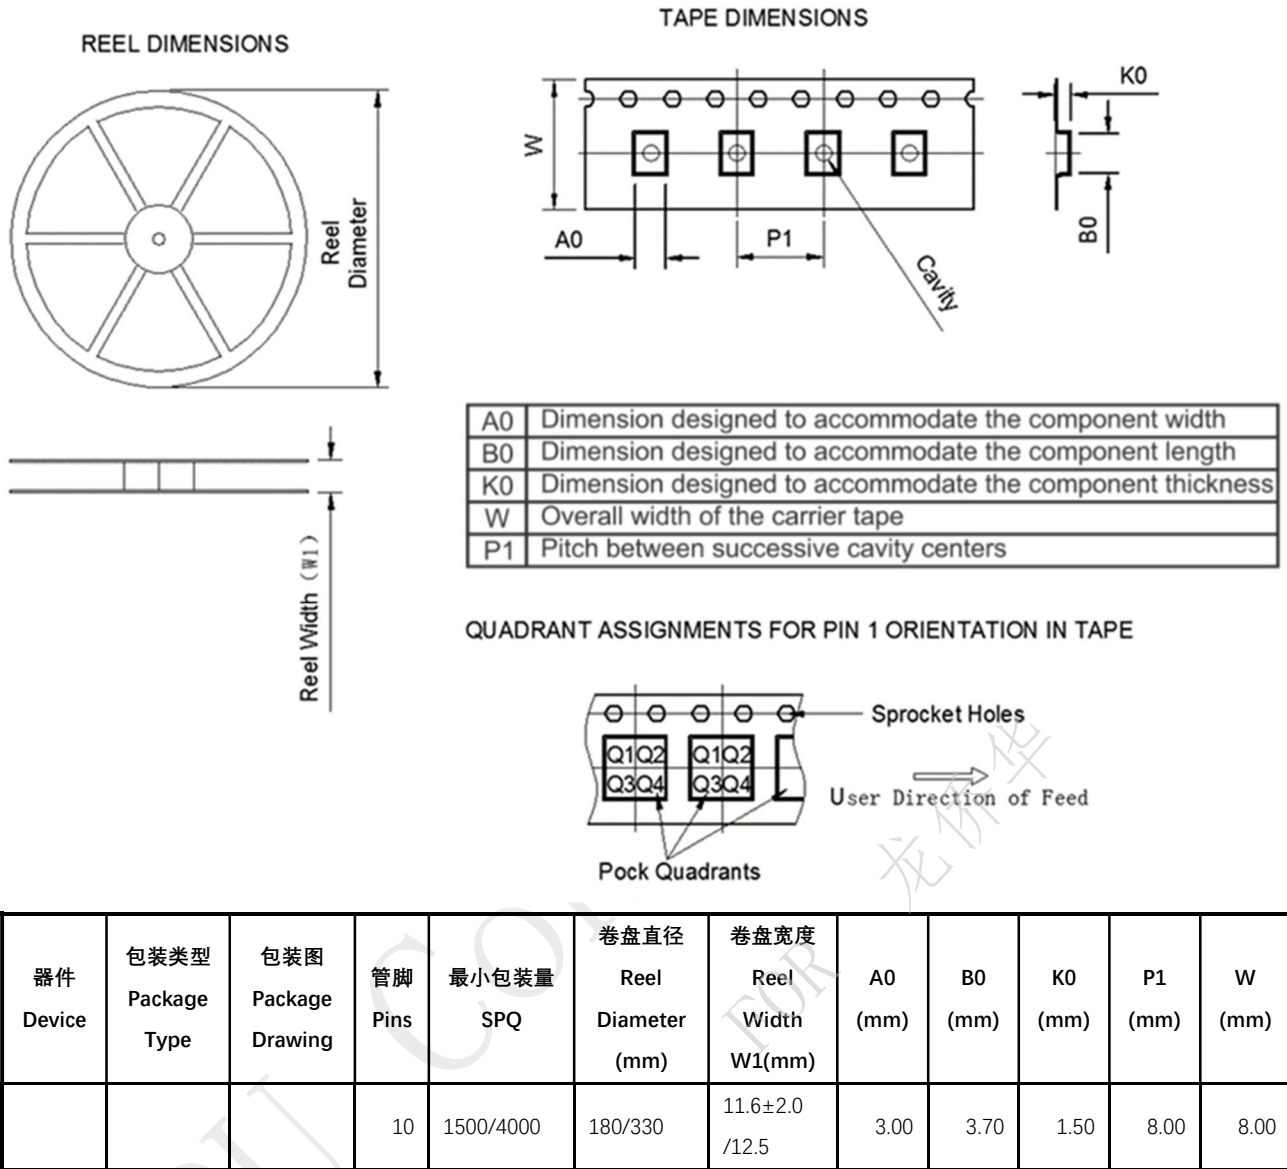 REEL DIMENSIONS
Reel
Diameter
Reel Width (W1)
TAPE DIMENSIONS
W
A0
P1
Cavity
K0
B0
A0 Dimension designed to accommodate the component width
B0 Dimension designed to accommodate the component length
K0 Dimension designed to accommodate the component thickness
W Overall width of the carrier tape
P1 Pitch between successive cavity centers
QUADRANT ASSIGNMENTS FOR PIN 1 ORIENTATION IN TAPE
Sprocket Holes
Q1 Q2 Q1 Q2
Q3 Q4 Q3 Q4
User Direction of Feed
Pock Quadrants
器件 Device
包装类型 Package Type
包装图 Package Drawing
管脚 Pins
最小包装量 SPQ
卷盘直径 Reel Diameter (mm)
卷盘宽度 Reel Width W1(mm)
A0 (mm)
B0 (mm)
K0 (mm)
P1 (mm)
W (mm)
10 1500/4000 180/330 11.6±2.0 /12.5 3.00 3.70 1.50 8.00 8.00
FOR 龙侨华